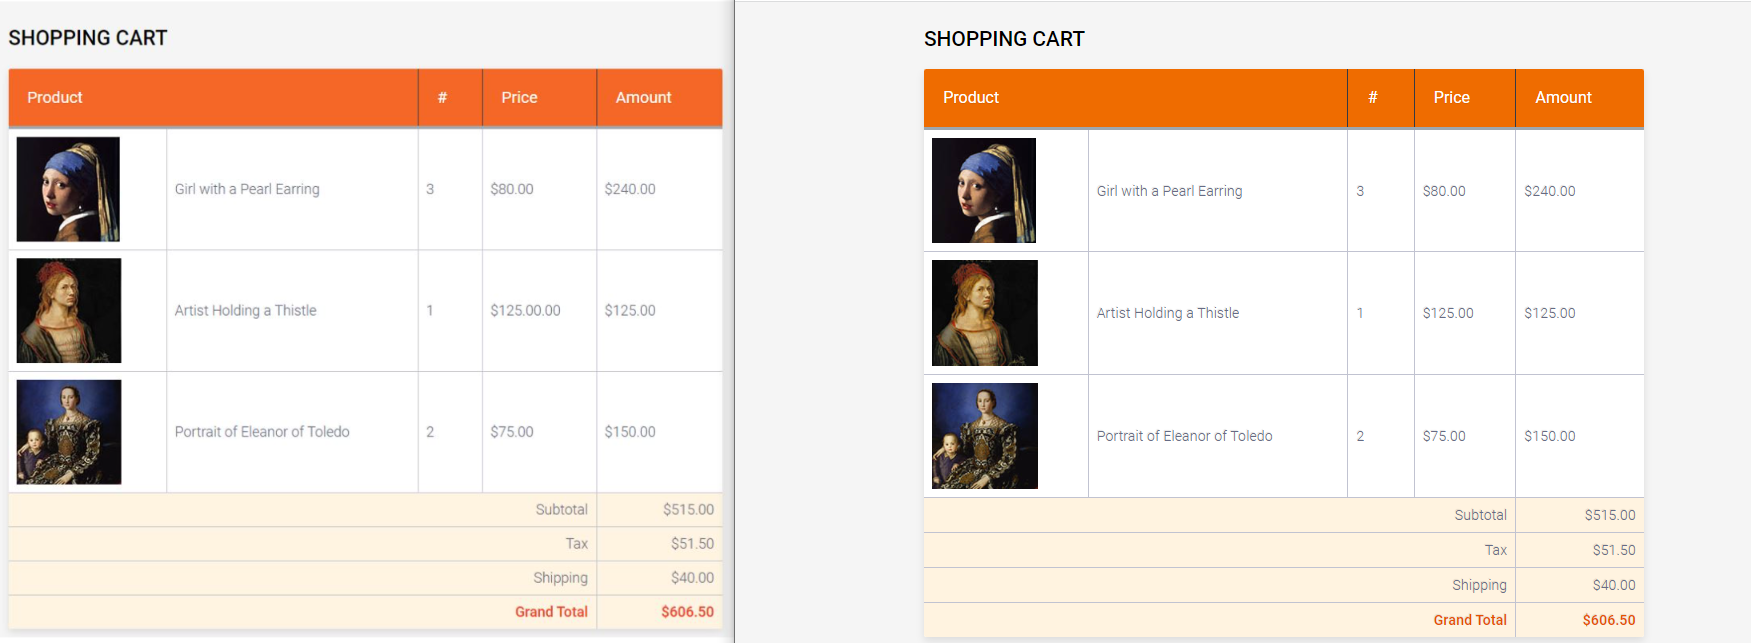 SHOPPING CART
Product # Price Amount
Girl with a Pearl Earring 3 $80.00 $240.00
Artist Holding a Thistle 1 $125.00.00 $125.00
Portrait of Eleanor of Toledo 2 $75.00 $150.00
Subtotal $515.00
Tax $51.50
Shipping $40.00
Grand Total $606.50
SHOPPING CART
Product # Price Amount
Girl with a Pearl Earring 3 $80.00 $240.00
Artist Holding a Thistle 1 $125.00 $125.00
Portrait of Eleanor of Toledo 2 $75.00 $150.00
Subtotal $515.00
Tax $51.50
Shipping $40.00
Grand Total $606.50